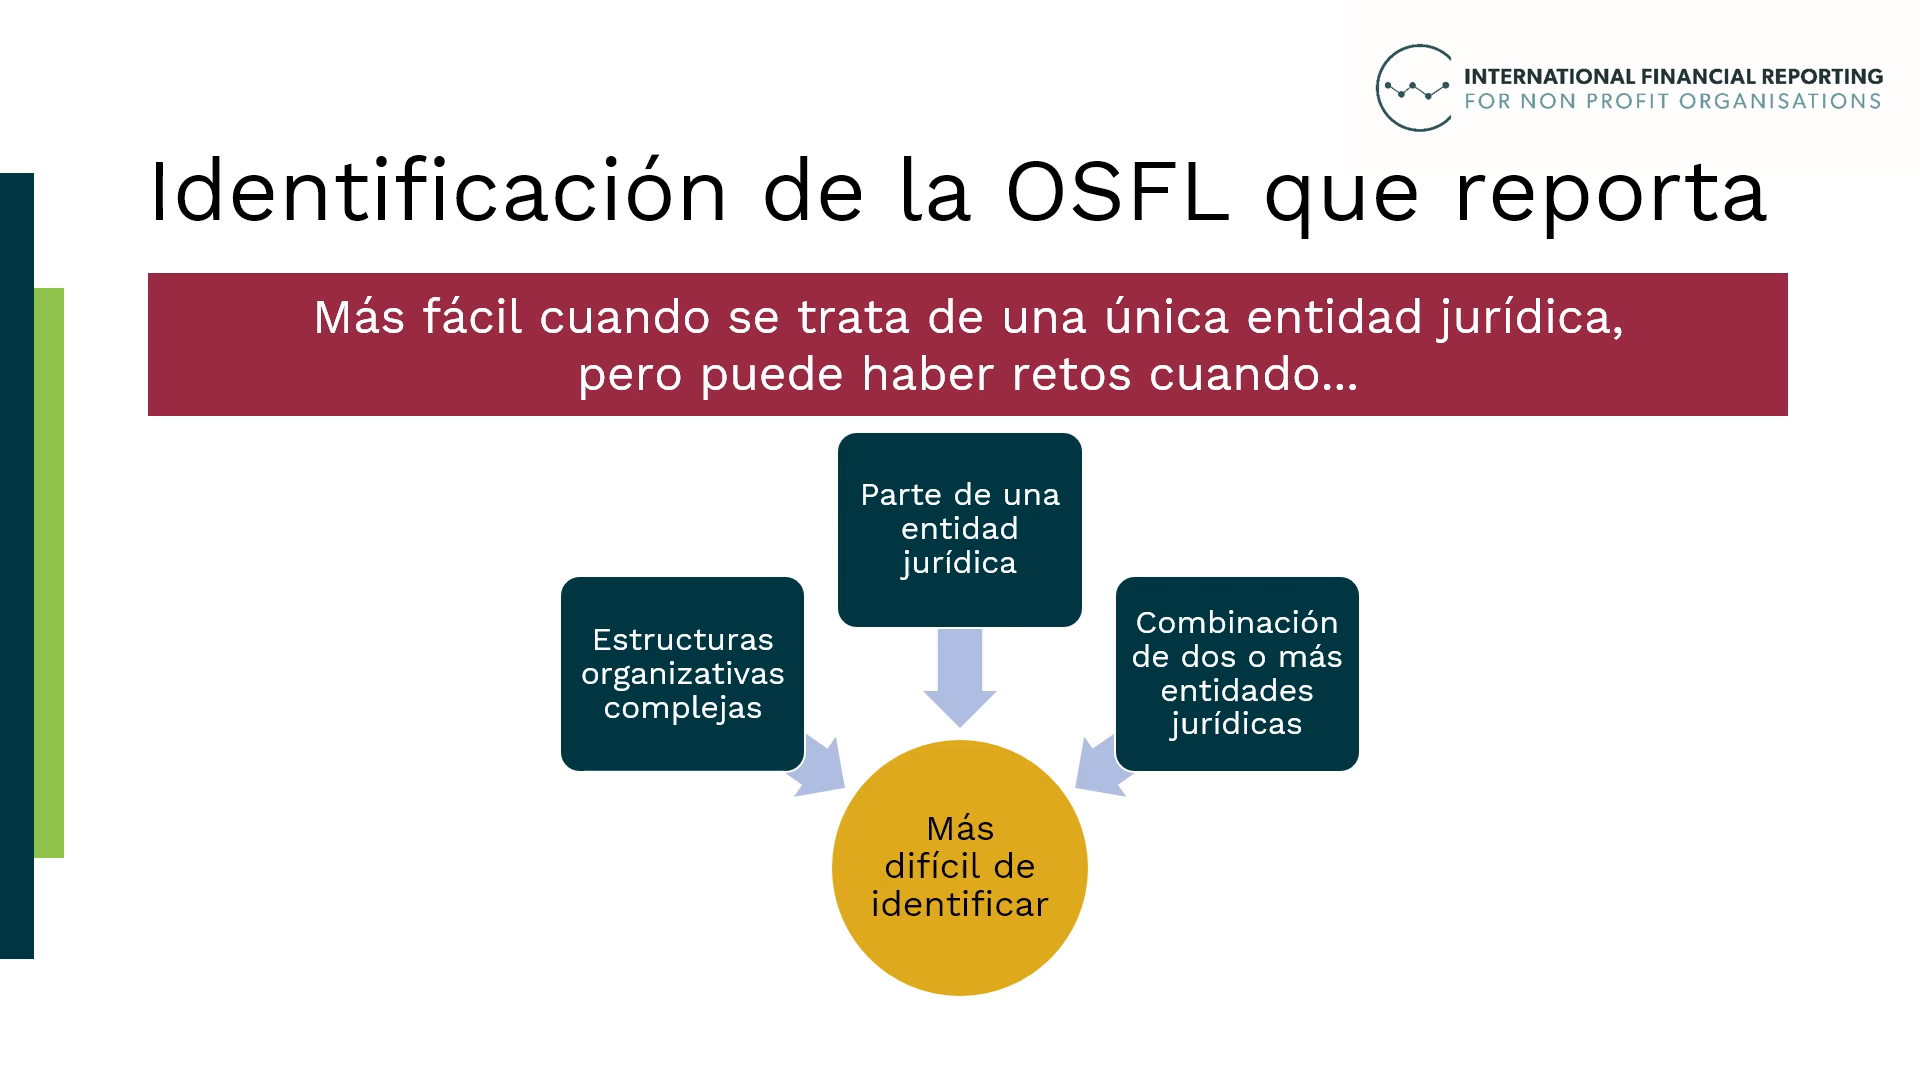 INTERNATIONAL FINANCIAL REPORTING
FOR NON PROFIT ORGANISATIONS
Identificación de la OSFL que reporta
Más fácil cuando se trata de una única entidad jurídica,
pero puede haber retos cuando...
Parte de una
entidad
jurídica
Estructuras
organizativas
complejas
Combinación
de dos o más
entidades
jurídicas
Más
difícil de
identificar